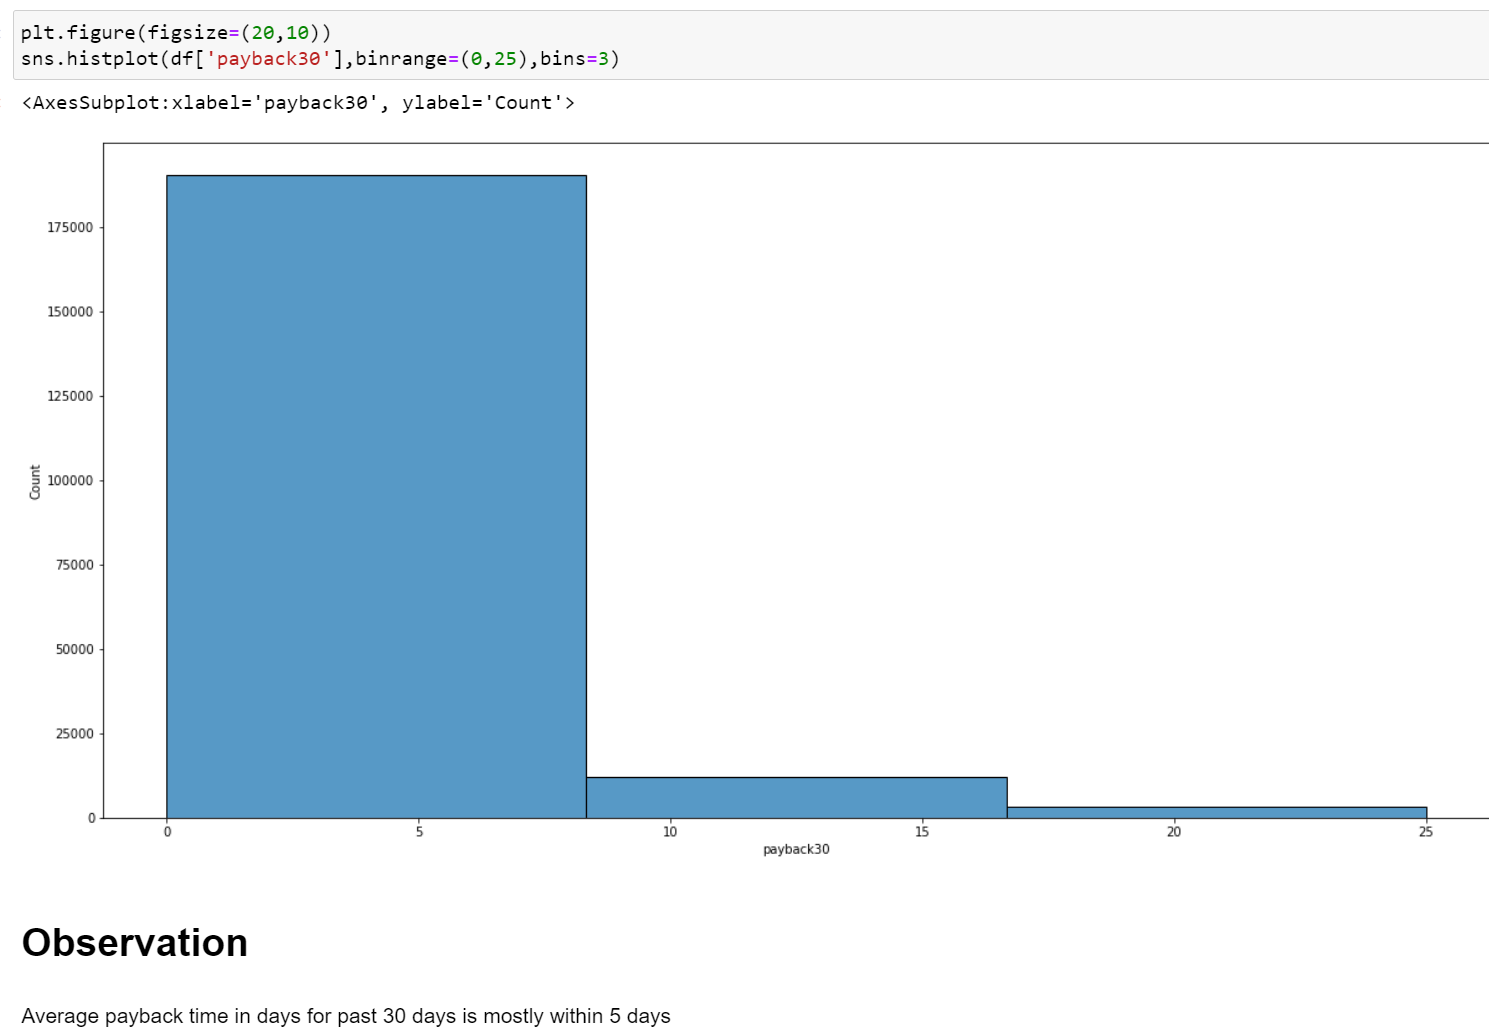 plt.figure(figsize=(20,10))
sns.histplot(df['payback30'],binrange=(0,25),bins=3)
<AxesSubplot:xlabel='payback30', ylabel='Count'>
175000
150000
125000
100000
75000
50000
25000
0
Count
0 5 10 15 20 25
payback30
Observation
Average payback time in days for past 30 days is mostly within 5 days